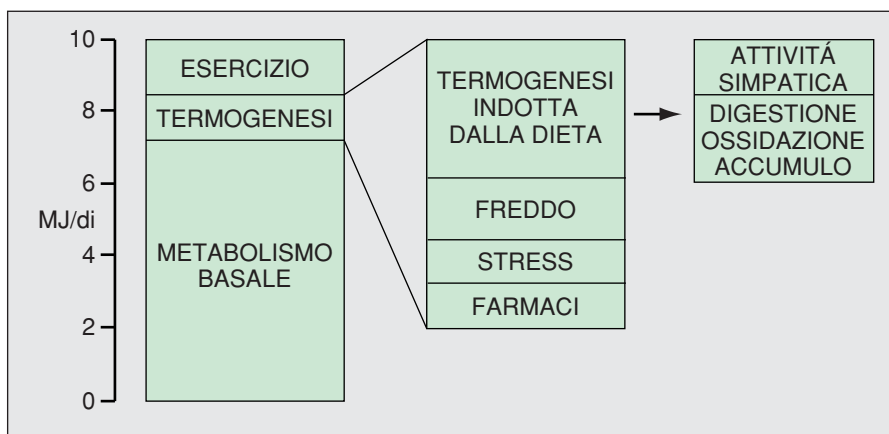 10
8
6
MJ/di
4
2
0
ESERCIZIO
TERMOGENESI
METABOLISMO
BASALE
TERMOGENESI
INDOTTA
DALLA DIETA
FREDDO
STRESS
FARMACI
ATTIVITÁ
SIMPATICA
DIGESTIONE
OSSIDAZIONE
ACCUMULO